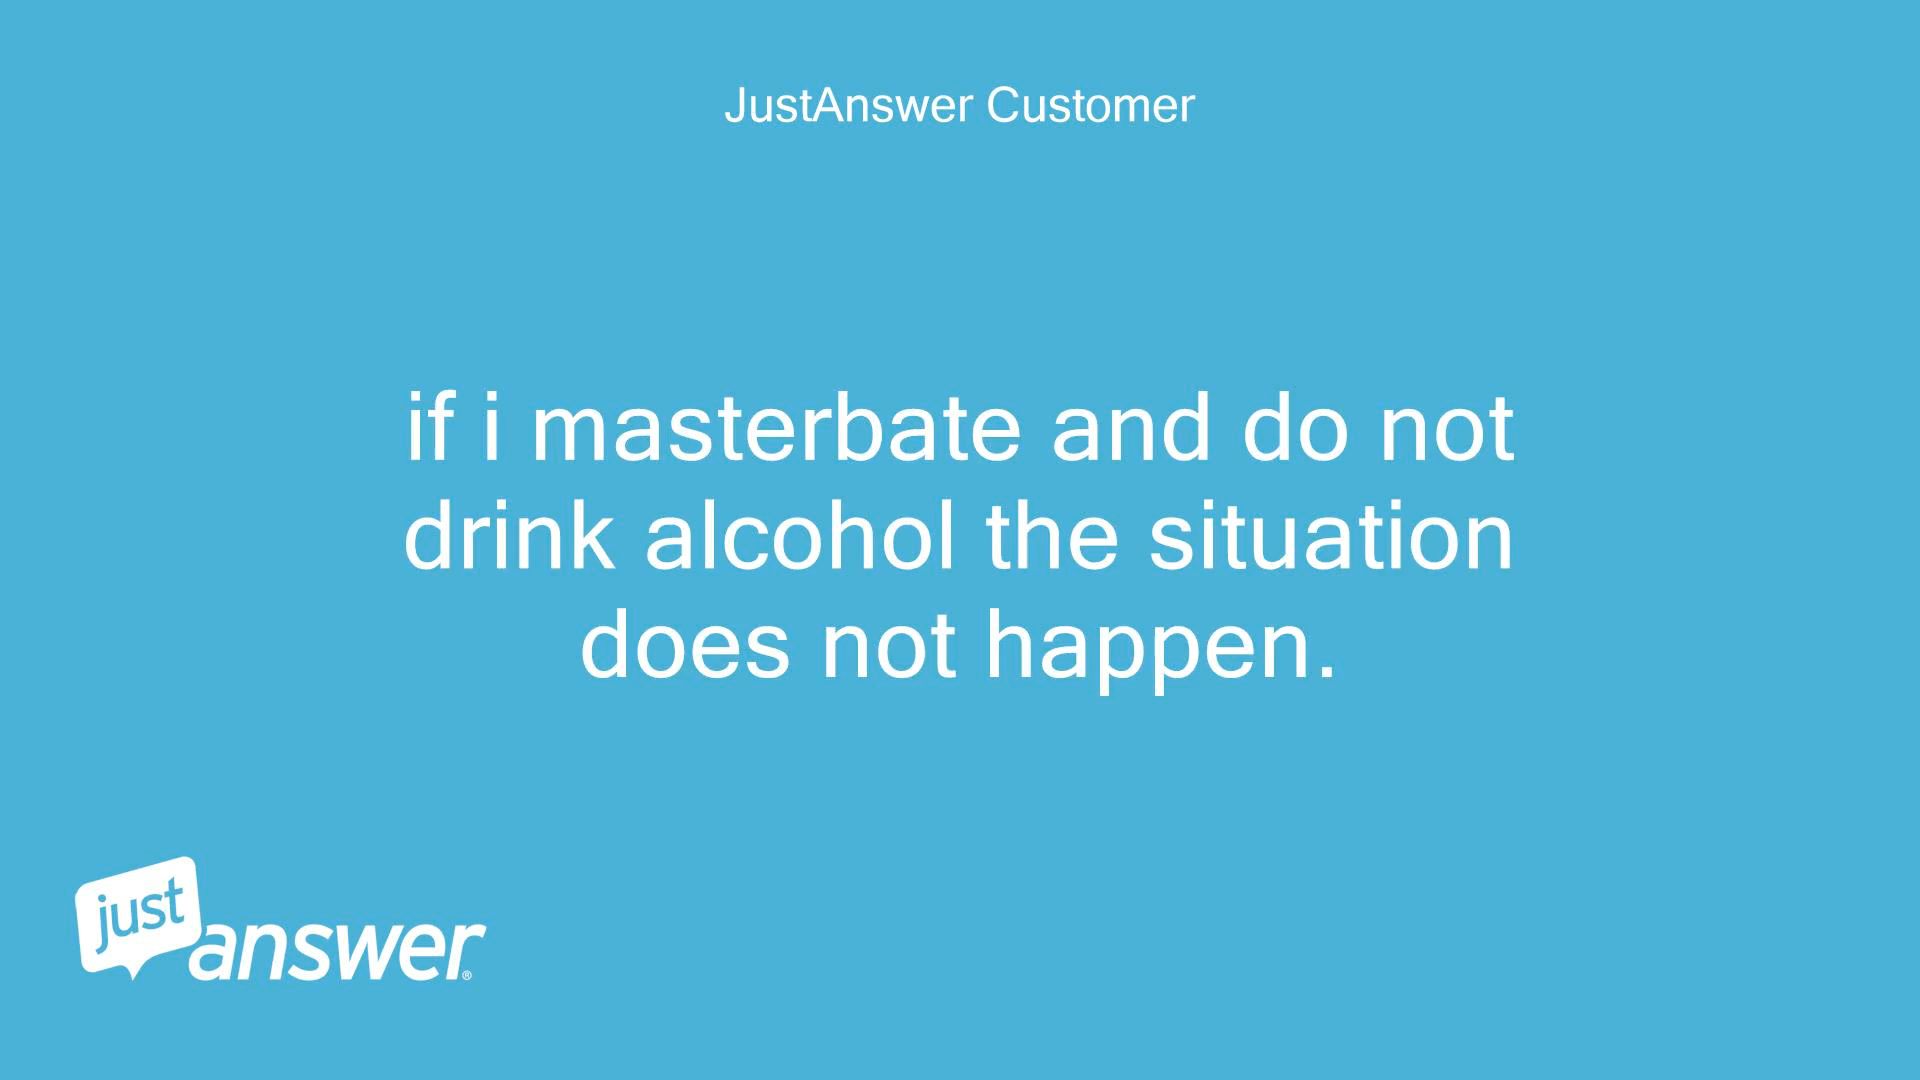 JustAnswer Customer
if i masterbate and do not
drink alcohol the situation
does not happen.
just
answer®